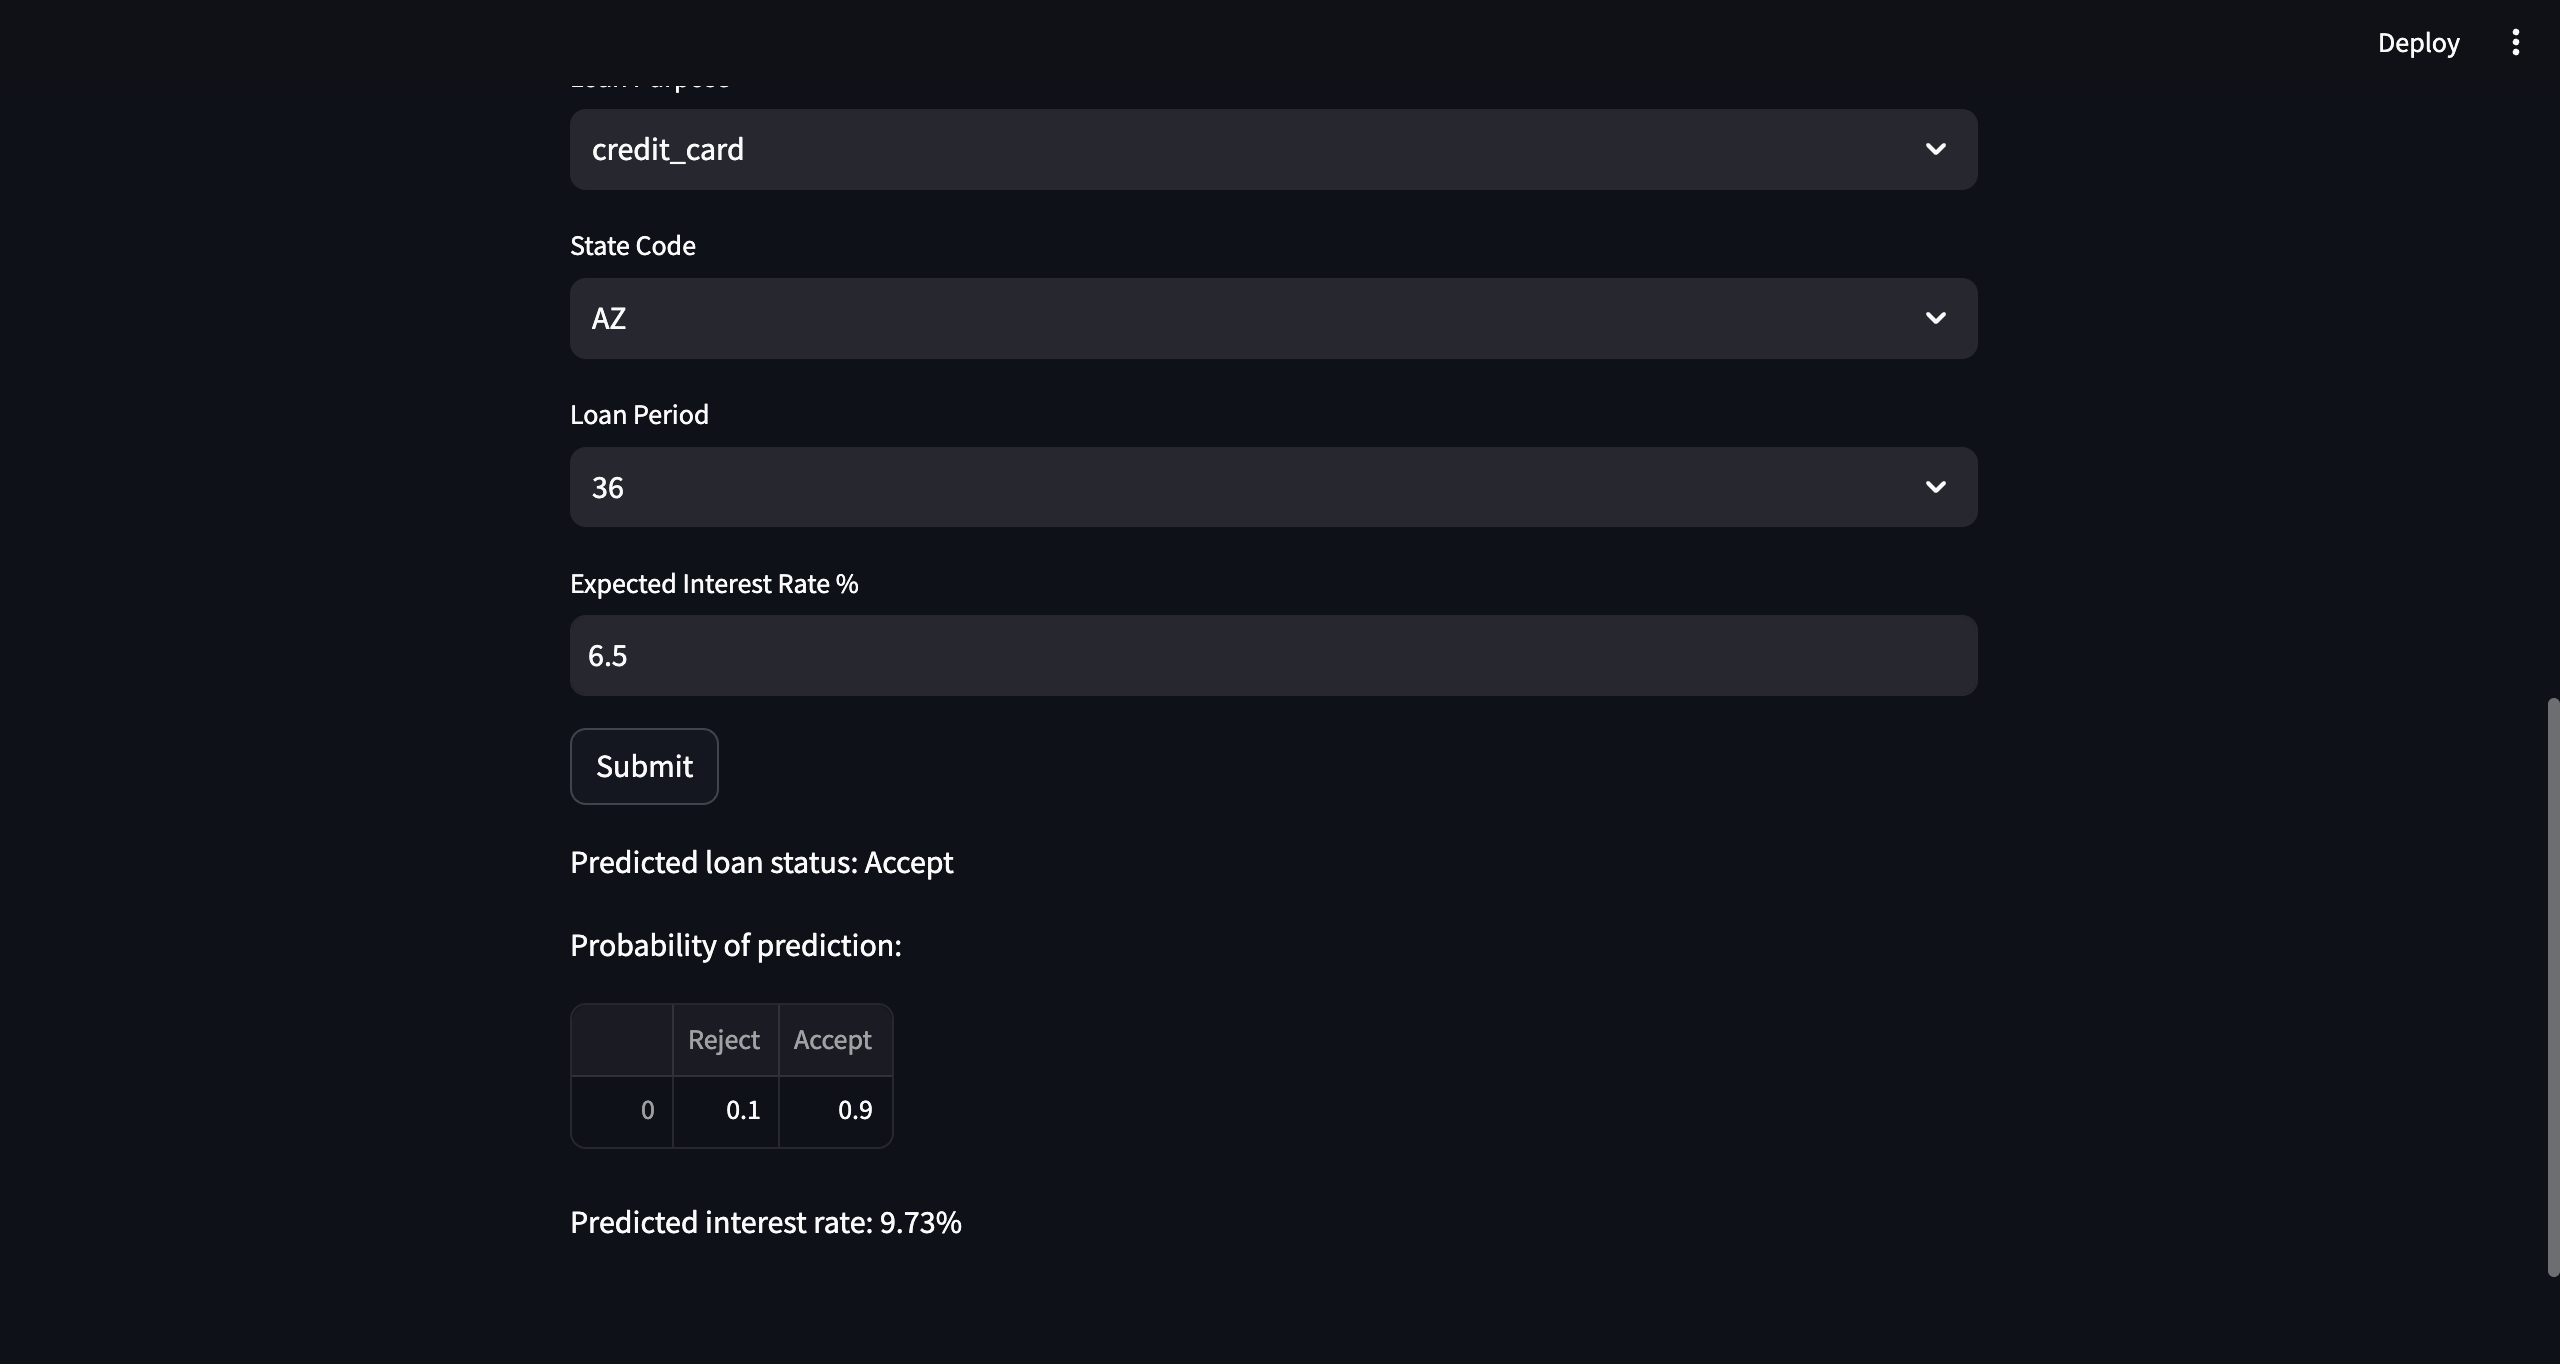 Deploy
credit_card
State Code
AZ
Loan Period
36
Expected Interest Rate %
6.5
Submit
Predicted loan status: Accept
Probability of prediction:
Reject Accept
0 0.1 0.9
Predicted interest rate: 9.73%